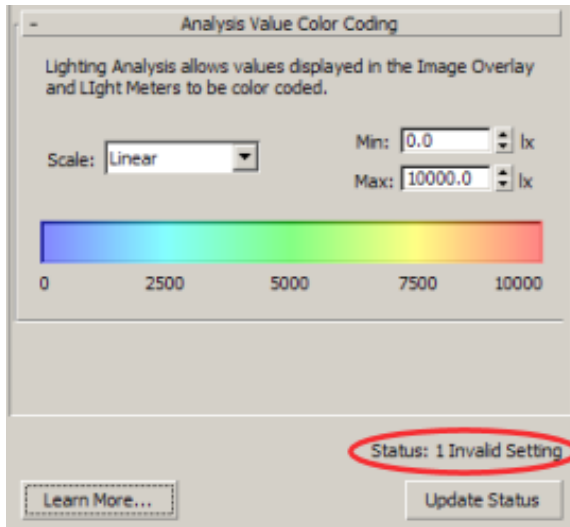 - Analysis Value Color Coding
Lighting Analysis allows values displayed in the Image Overlay
and LIght Meters to be color coded.
Scale: Linear
Min: 0.0 lx
Max: 10000.0 lx
0 2500 5000 7500 10000
Status: 1 Invalid Setting
Learn More... Update Status